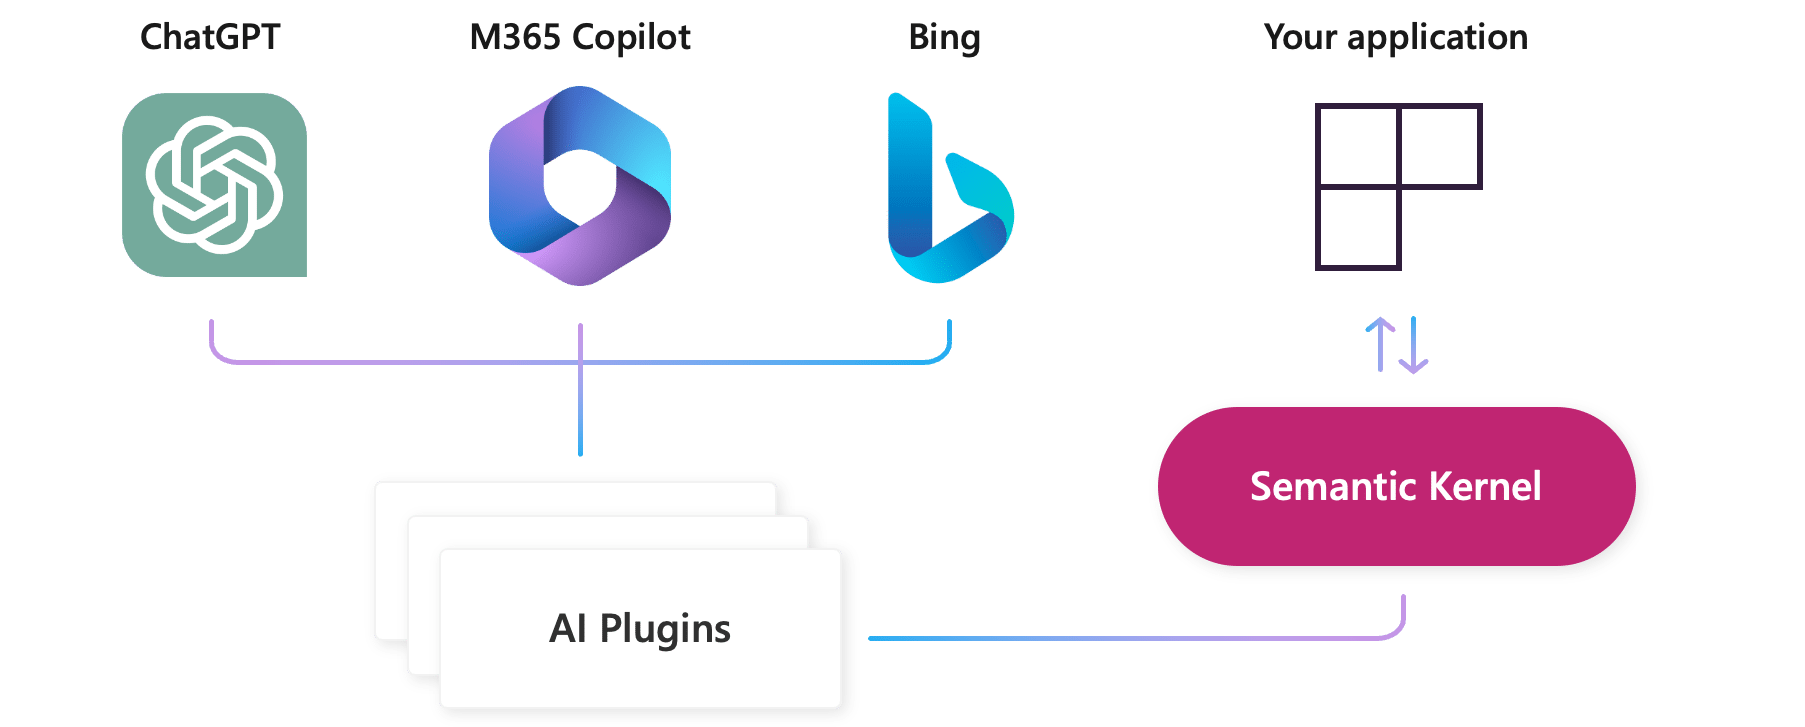 ChatGPT
M365 Copilot
Bing
Your application
Semantic Kernel
AI Plugins